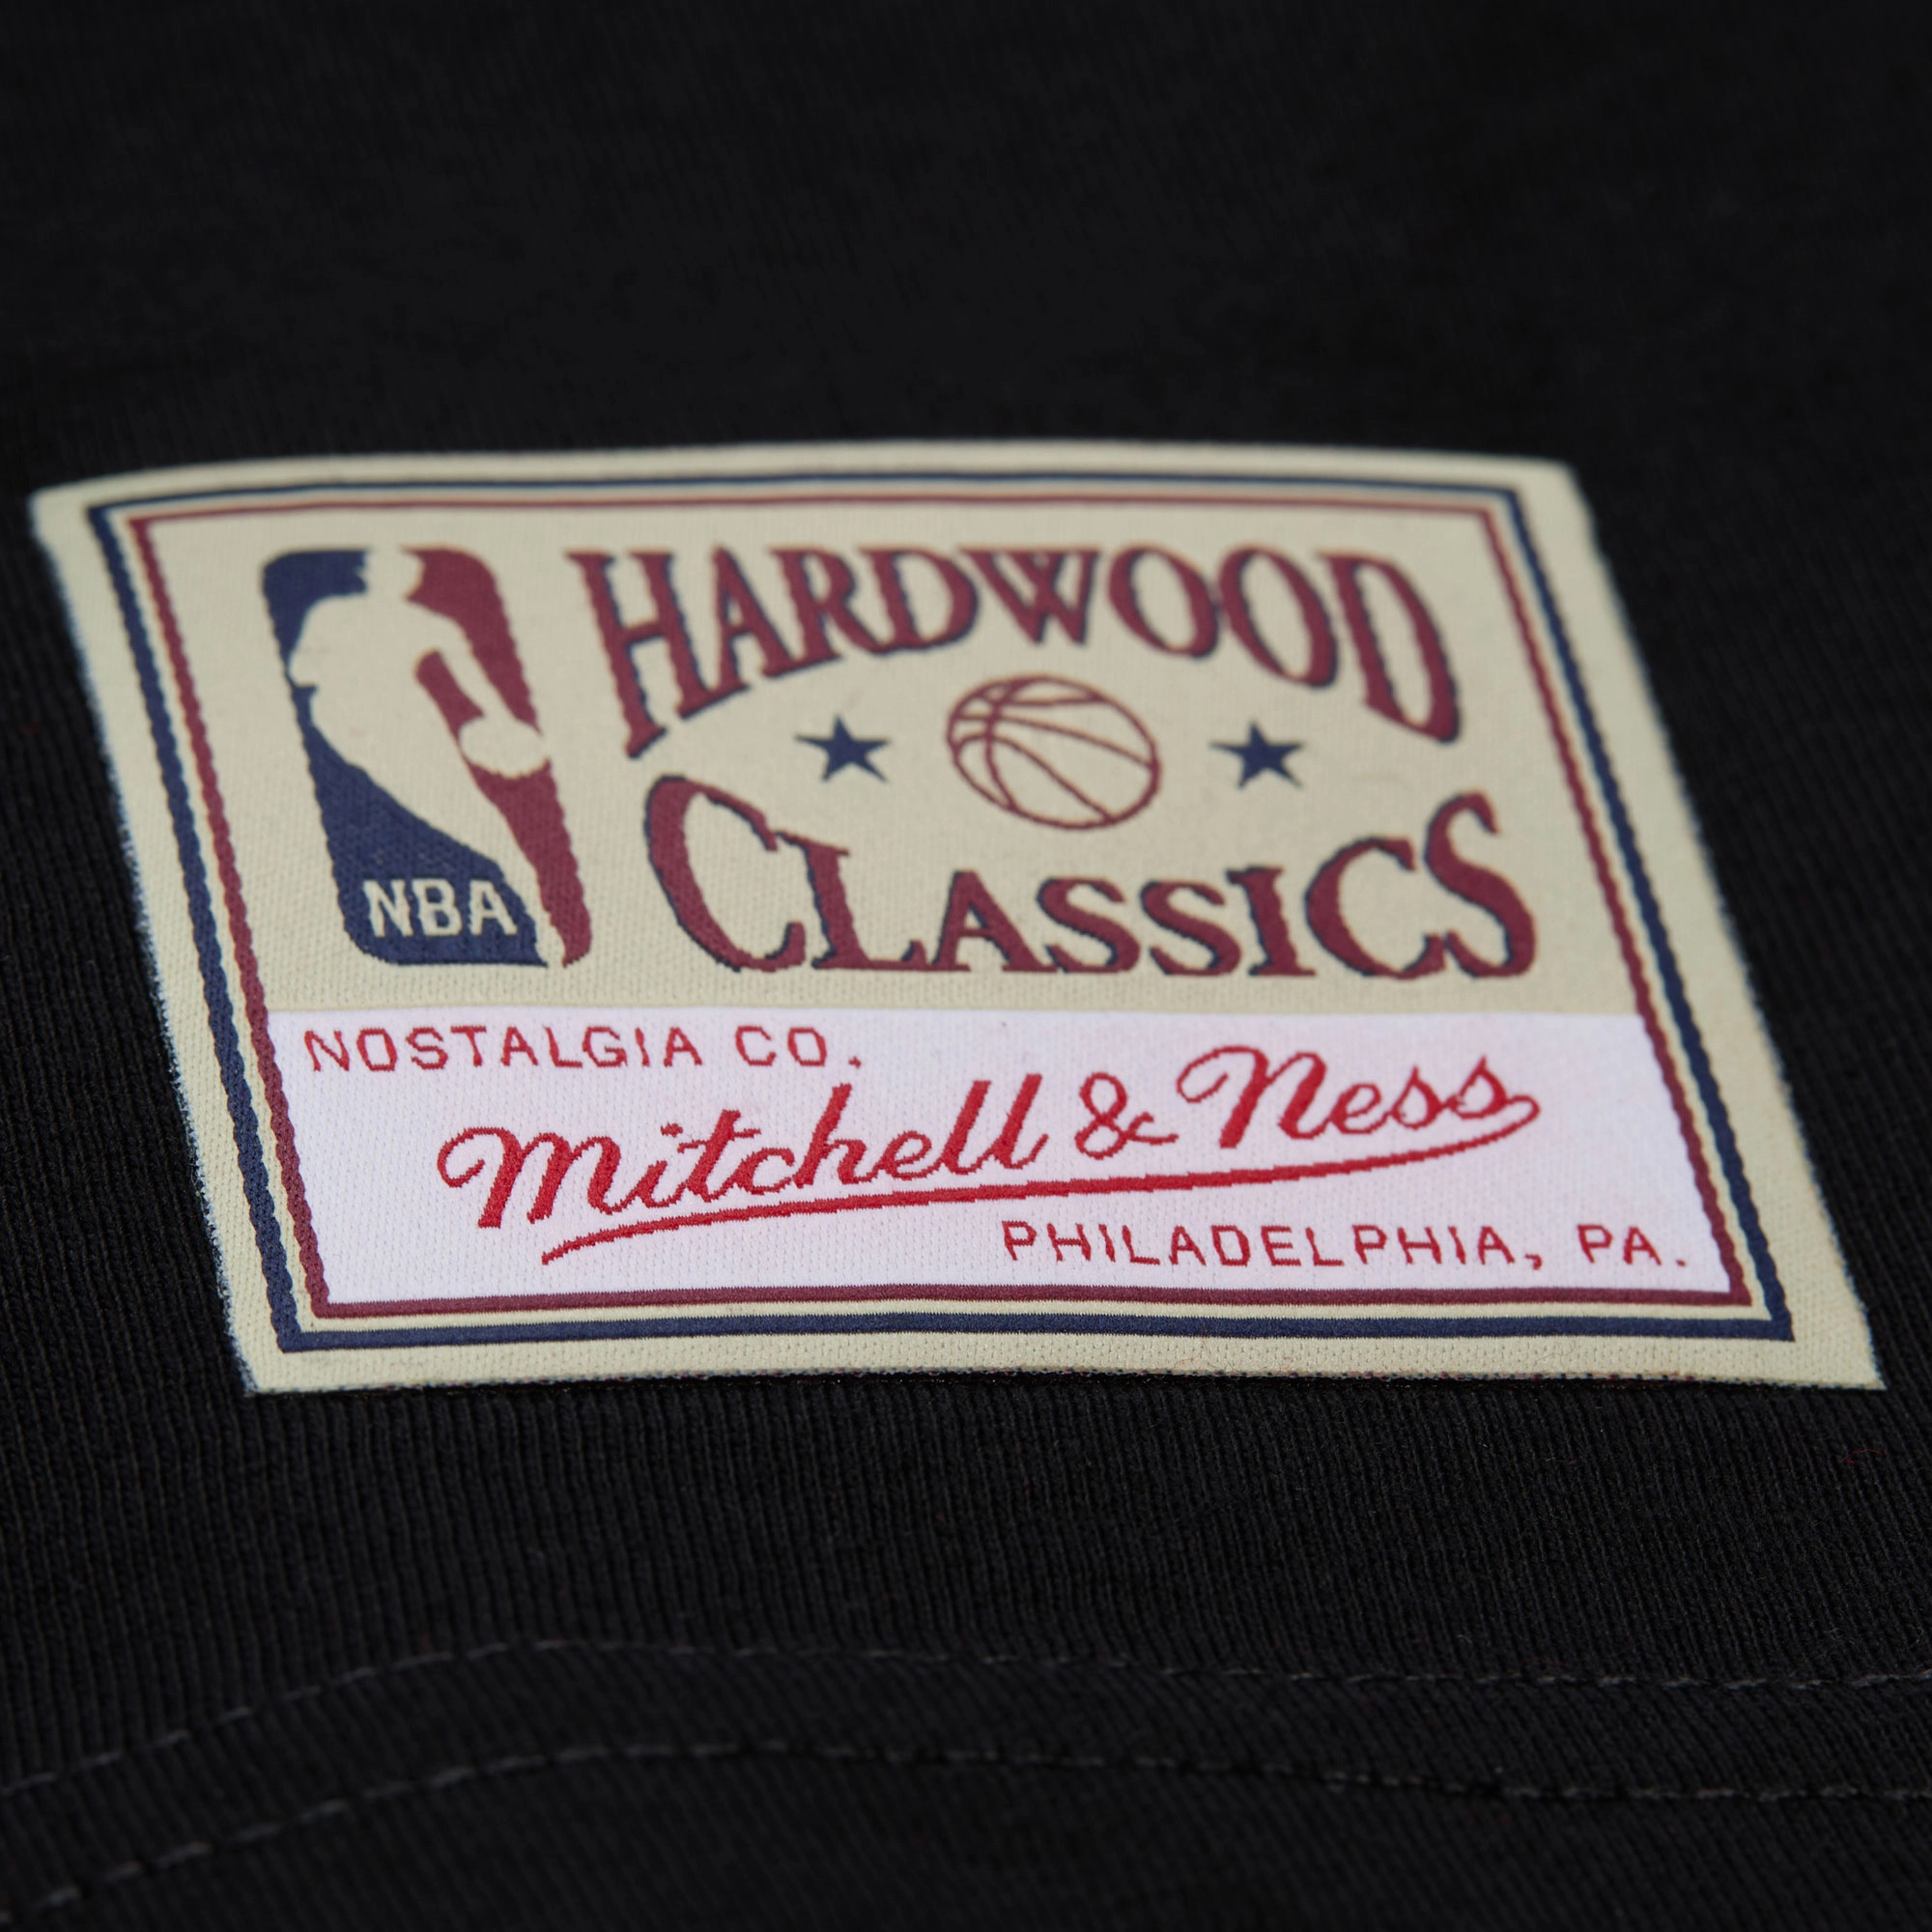 NBA
HARDWOOD
CLASSICS
NOSTALGIA CO.
Mitchell & Ness
PHILADELPHIA, PA.